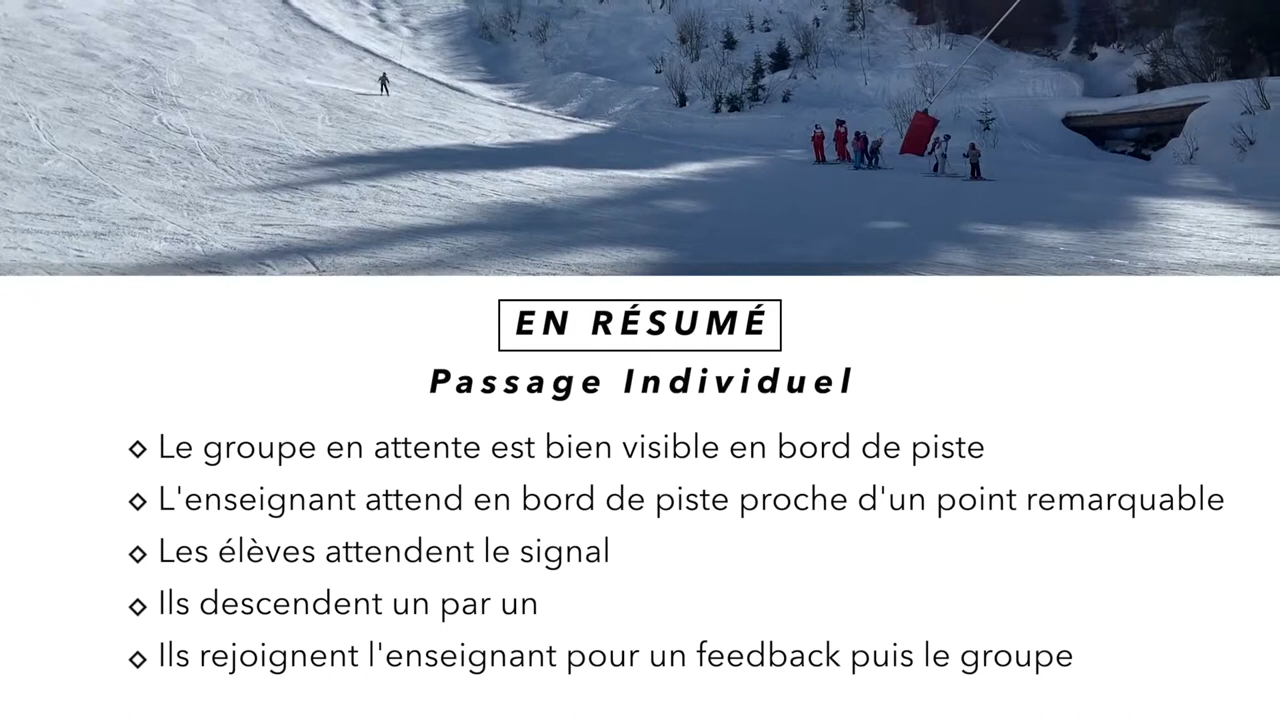 EN RÉSUMÉ
Passage Individuel
◇ Le groupe en attente est bien visible en bord de piste
◇ L'enseignant attend en bord de piste proche d'un point remarquable
◇ Les élèves attendent le signal
◇ Ils descendent un par un
◇ Ils rejoignent l'enseignant pour un feedback puis le groupe